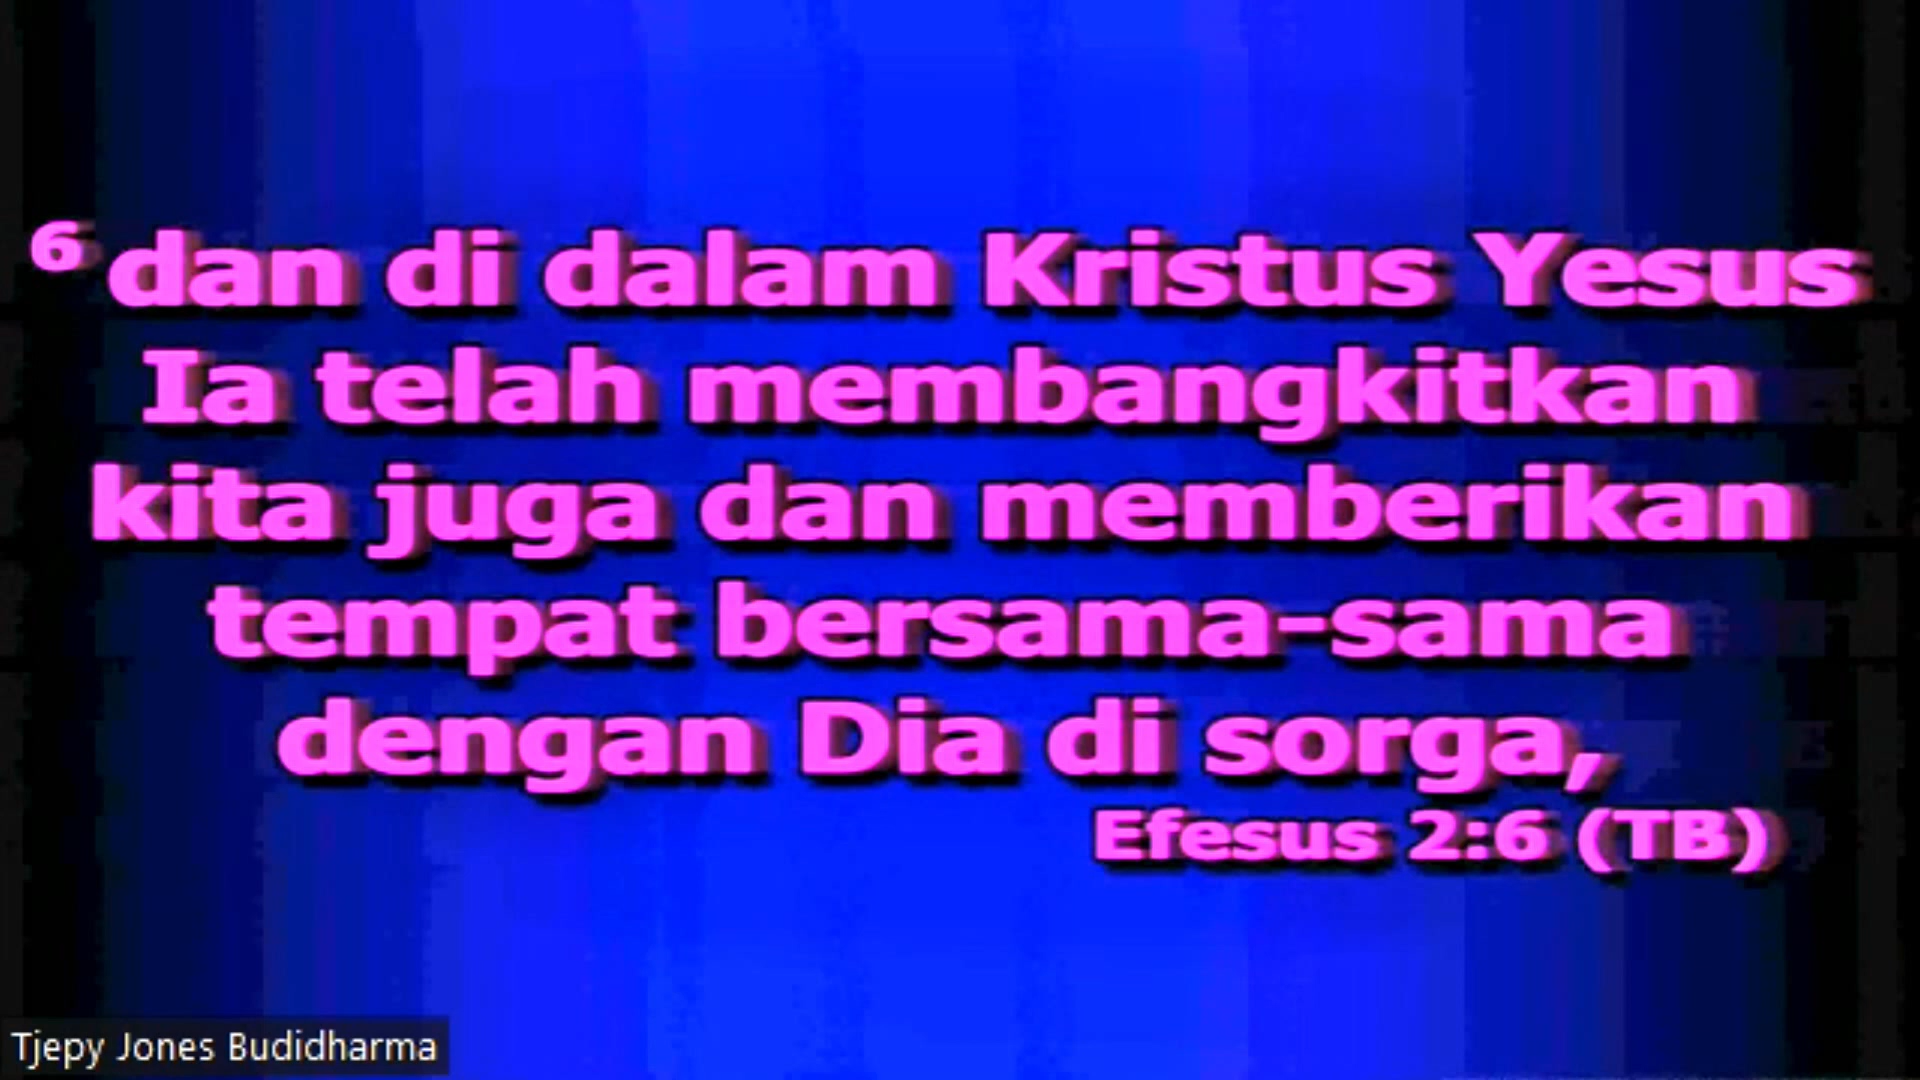 6 dan di dalam Kristus Yesus
Ia telah membangkitkan
kita juga dan memberikan
tempat bersama-sama
dengan Dia di sorga,
Efesus 2:6 (TB)
Tjepy Jones Budidharma